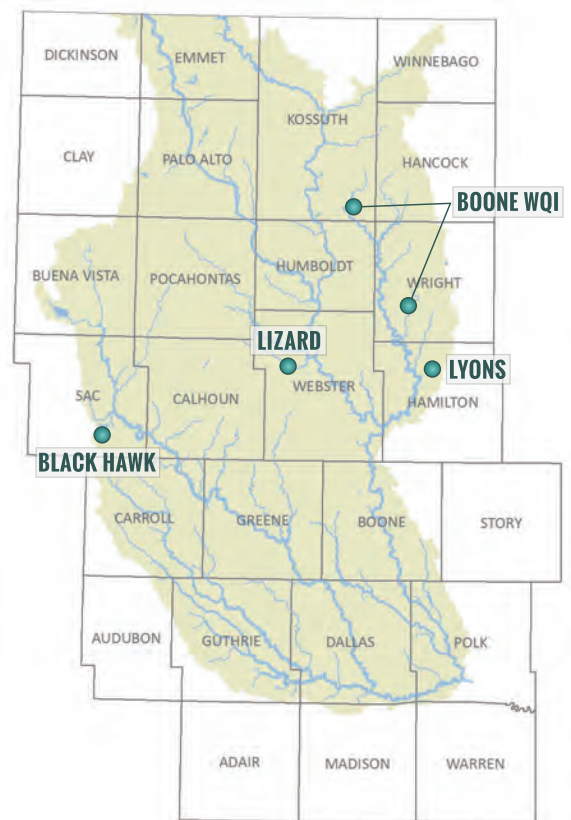 DICKINSON
EMMET
WINNEBAGO
KOSSUTH
CLAY
PALO ALTO
HANCOCK
BOONE WQI
BUENA VISTA
POCAHONTAS
HUMBOLDT
WRIGHT
LIZARD
LYONS
SAC
CALHOUN
WEBSTER
HAMILTON
BLACK HAWK
CARROLL
GREENE
BOONE
STORY
AUDUBON
GUTHRIE
DALLAS
POLK
ADAIR
MADISON
WARREN